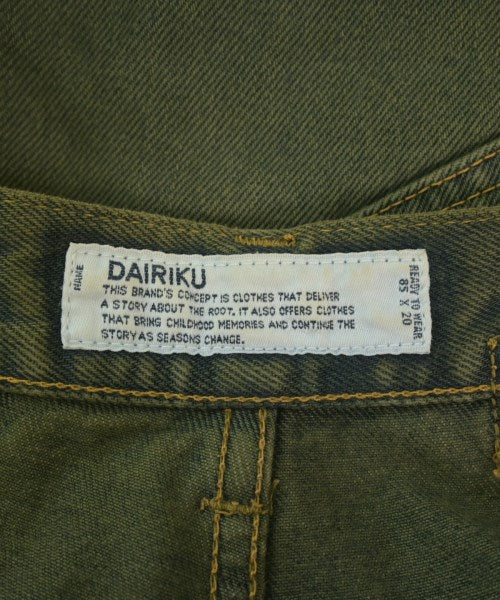 NAME
DAIRIKU
THIS BRAND'S CONCEPT IS CLOTHES THAT DELIVER
A STORY ABOUT THE ROOT. IT ALSO OFFERS CLOTHES
THAT BRING CHILDHOOD MEMORIES AND CONTINUE THE
STORY AS SEASONS CHANGE.
READY TO WEAR
85 X 20